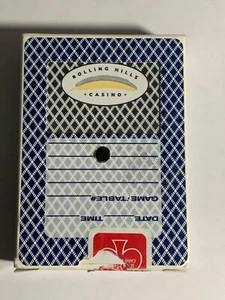 ROLLING HILLS
CASINO
GAME/TABLE#
DATE TIME